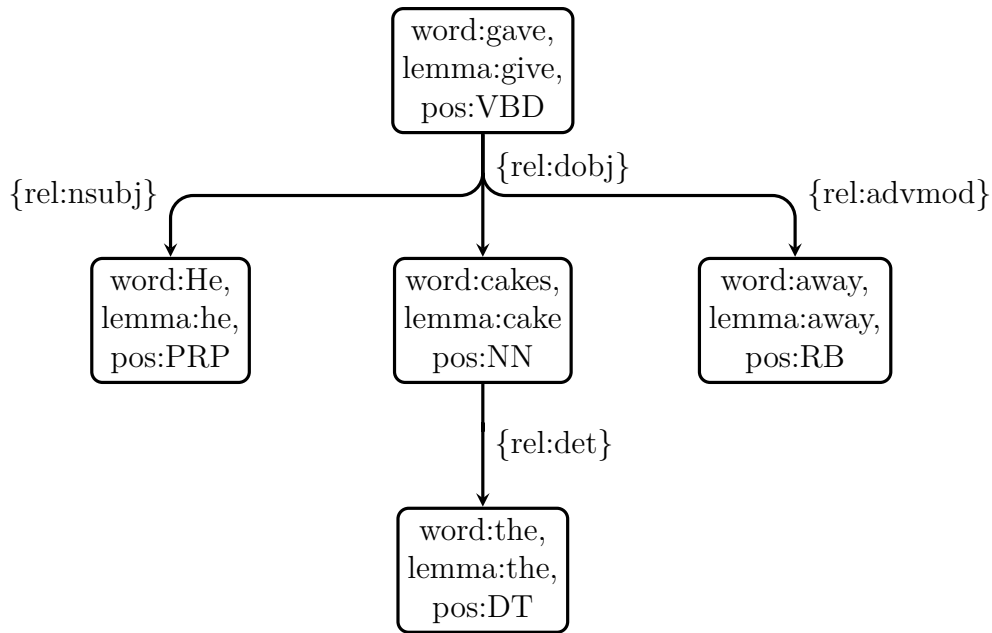 word:gave,
lemma:give,
pos:VBD
{rel:dobj}
{rel:nsubj}
{rel:advmod}
word:He,
lemma:he,
pos:PRP
word:cakes,
lemma:cake
pos:NN
word:away,
lemma:away,
pos:RB
{rel:det}
word:the,
lemma:the,
pos:DT